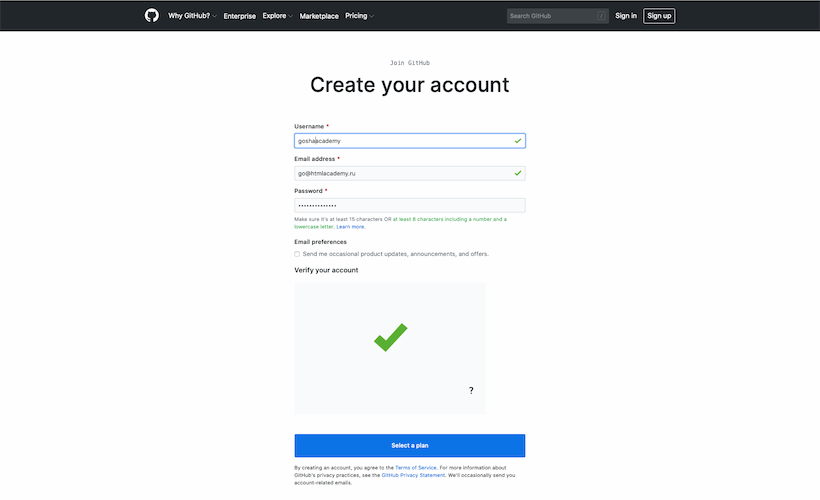 Why GitHub? Enterprise Explore Marketplace Pricing Search GitHub / Sign in Sign up
Join GitHub
Create your account
Username *
goshaacademy
Email address *
go@htmlacademy.ru
Password *
••••••••••••••
Make sure it's at least 15 characters OR at least 8 characters including a number and a
lowercase letter. Learn more.
Email preferences
Send me occasional product updates, announcements, and offers.
Verify your account
?
Select a plan
By creating an account, you agree to the Terms of Service. For more information about
GitHub's privacy practices, see the GitHub Privacy Statement. We'll occasionally send you
account-related emails.